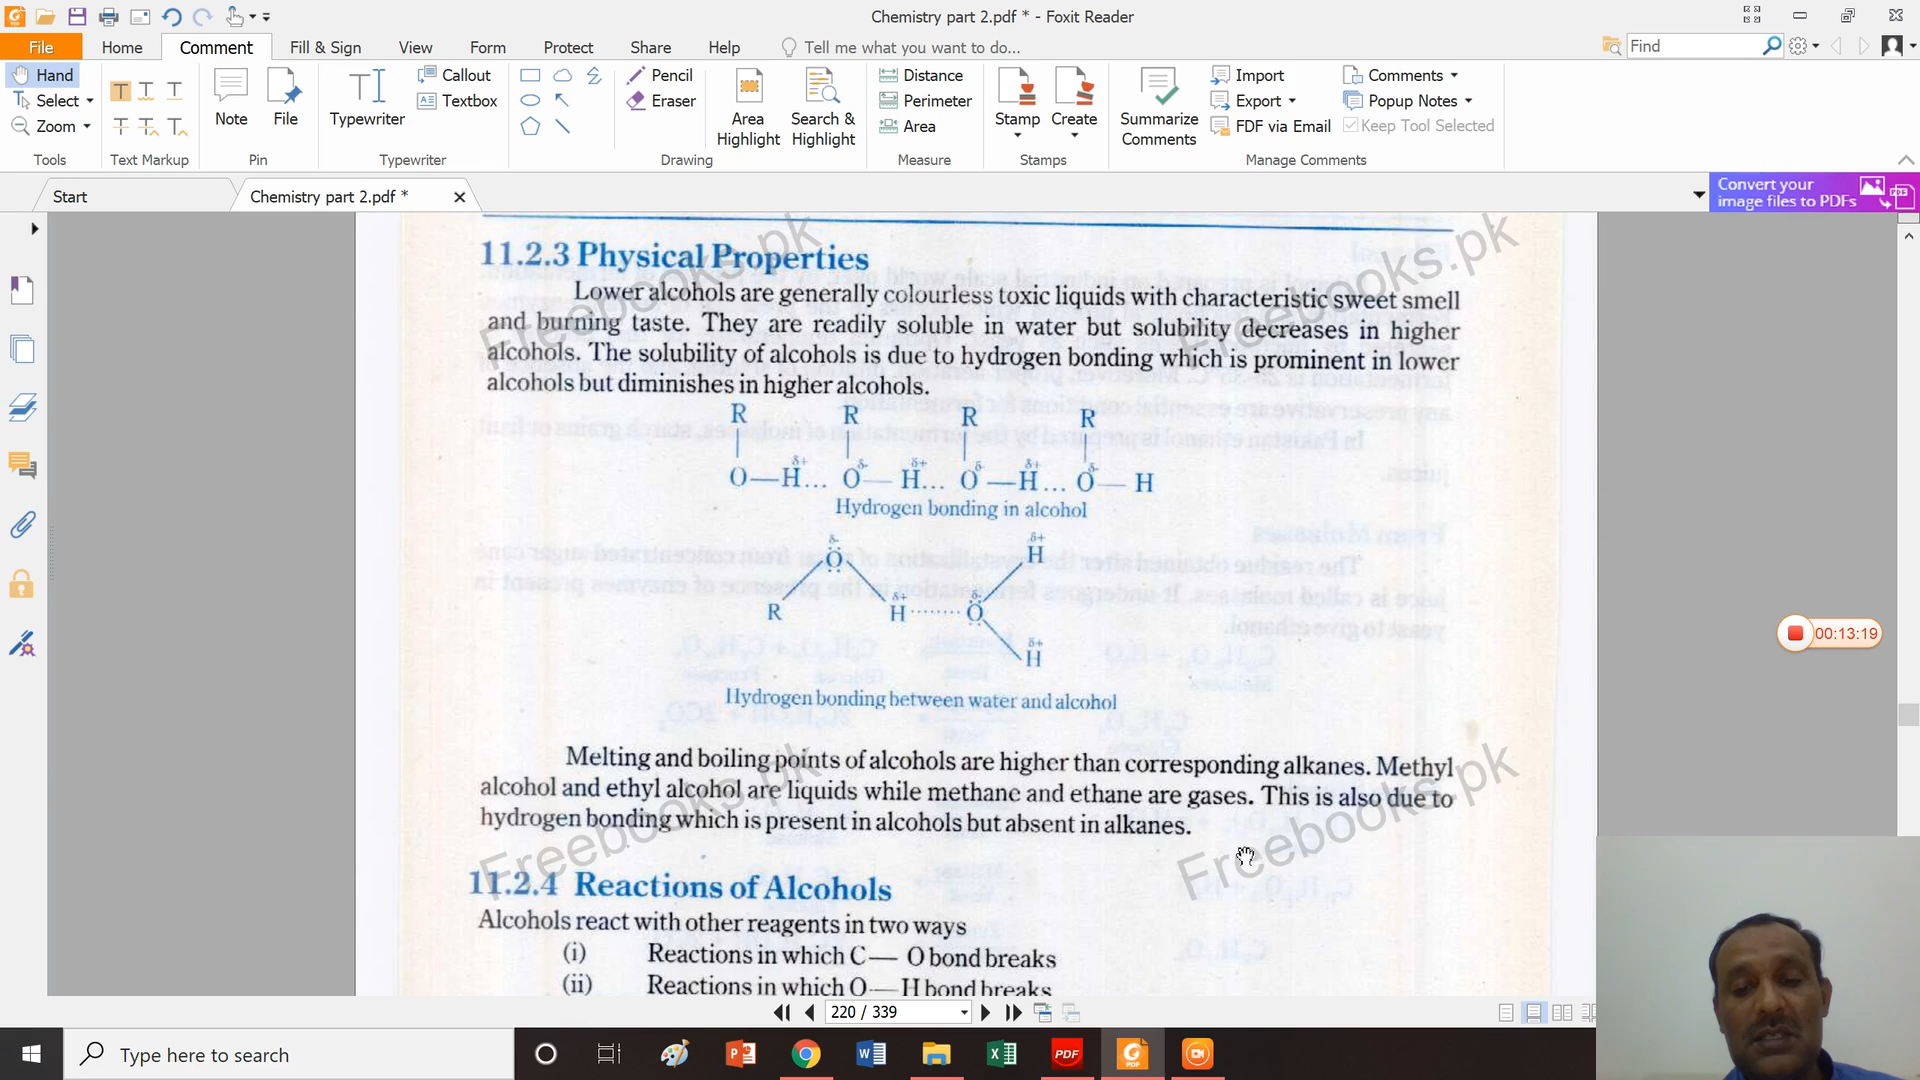 Chemistry part 2.pdf * - Foxit Reader
File Home Comment Fill & Sign View Form Protect Share Help Tell me what you want to do... Find
Hand
Select
Zoom
Tools
Text Markup
Note
File
Pin
Typewriter
Callout
Textbox
Typewriter
Pencil
Eraser
Area Highlight
Search & Highlight
Drawing
Distance
Perimeter
Area
Measure
Stamp
Create
Stamps
Summarize Comments
Import
Export
FDF via Email
Comments
Popup Notes
Keep Tool Selected
Manage Comments
Start
Chemistry part 2.pdf *
Convert your
image files to PDFs
11.2.3 Physical Properties
Lower alcohols are generally colourless toxic liquids with characteristic sweet smell
and burning taste. They are readily soluble in water but solubility decreases in higher
alcohols. The solubility of alcohols is due to hydrogen bonding which is prominent in lower
alcohols but diminishes in higher alcohols.
R R R R
δ+ δ- δ+ δ- δ+ δ-
O—H... O— H... O —H... O— H
Hydrogen bonding in alcohol
δ- δ+
Ö H
δ+ δ-
R H ........ O
δ+
H
Hydrogen bonding between water and alcohol
Melting and boiling points of alcohols are higher than corresponding alkanes. Methyl
alcohol and ethyl alcohol are liquids while methane and ethane are gases. This is also due to
hydrogen bonding which is present in alcohols but absent in alkanes.
11.2.4 Reactions of Alcohols
Alcohols react with other reagents in two ways
(i) Reactions in which C— O bond breaks
(ii) Reactions in which O— H bond breaks
Freebooks.pk
Freebooks.pk
Freebooks.pk
Freebooks.pk
00:13:19
220 / 339
Type here to search
PDF